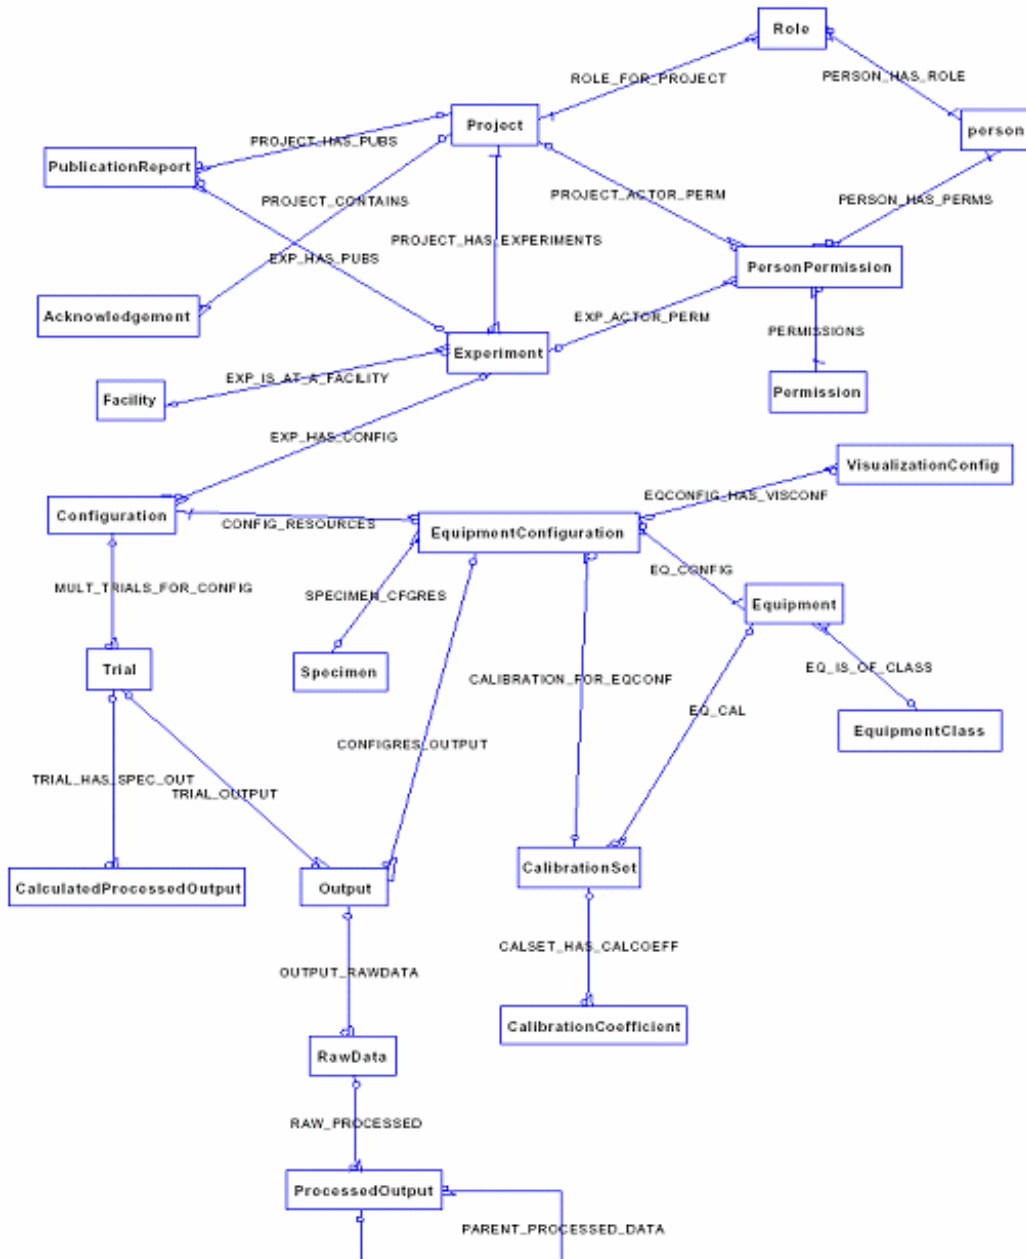 Role
ROLE_FOR_PROJECT
PERSON_HAS_ROLE
Project
person
PROJECT_HAS_PUBS
PublicationReport
PROJECT_CONTAINS
PROJECT_ACTOR_PERM
PERSON_HAS_PERMS
PROJECT_HAS_EXPERIMENTS
EXP_HAS_PUBS
PersonPermission
Acknowledgement
EXP_ACTOR_PERM
PERMISSIONS
Experiment
EXP_IS_AT_A_FACILITY
Facility
Permission
EXP_HAS_CONFIG
VisualizationConfig
EQCONFIG_HAS_VISCONF
Configuration
CONFIG_RESOURCES
EquipmentConfiguration
EQ_CONFIG
MULT_TRIALS_FOR_CONFIG
SPECIMEN_CFGRES
Equipment
Trial
Specimen
CALIBRATION_FOR_EQCONF
EQ_IS_OF_CLASS
EQ_CAL
EquipmentClass
CONFIGRES_OUTPUT
TRIAL_HAS_SPEC_OUT
TRIAL_OUTPUT
CalculatedProcessedOutput
Output
CalibrationSet
CALSET_HAS_CALCOEFF
OUTPUT_RAWDATA
CalibrationCoefficient
RawData
RAW_PROCESSED
ProcessedOutput
PARENT_PROCESSED_DATA